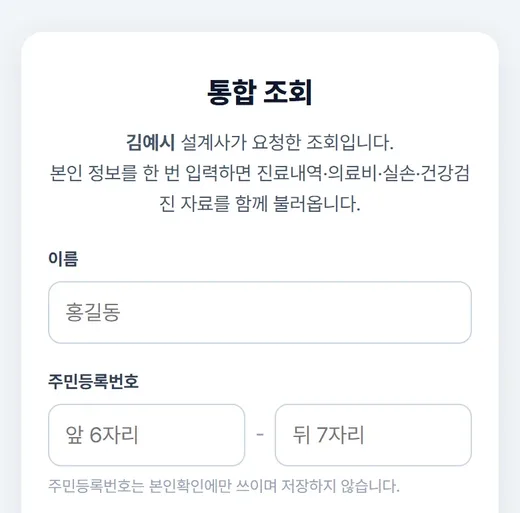 통합 조회
김예시 설계사가 요청한 조회입니다.
본인 정보를 한 번 입력하면 진료내역·의료비·실손·건강검
진 자료를 함께 불러옵니다.
이름
홍길동
주민등록번호
앞 6자리 - 뒤 7자리
주민등록번호는 본인확인에만 쓰이며 저장하지 않습니다.